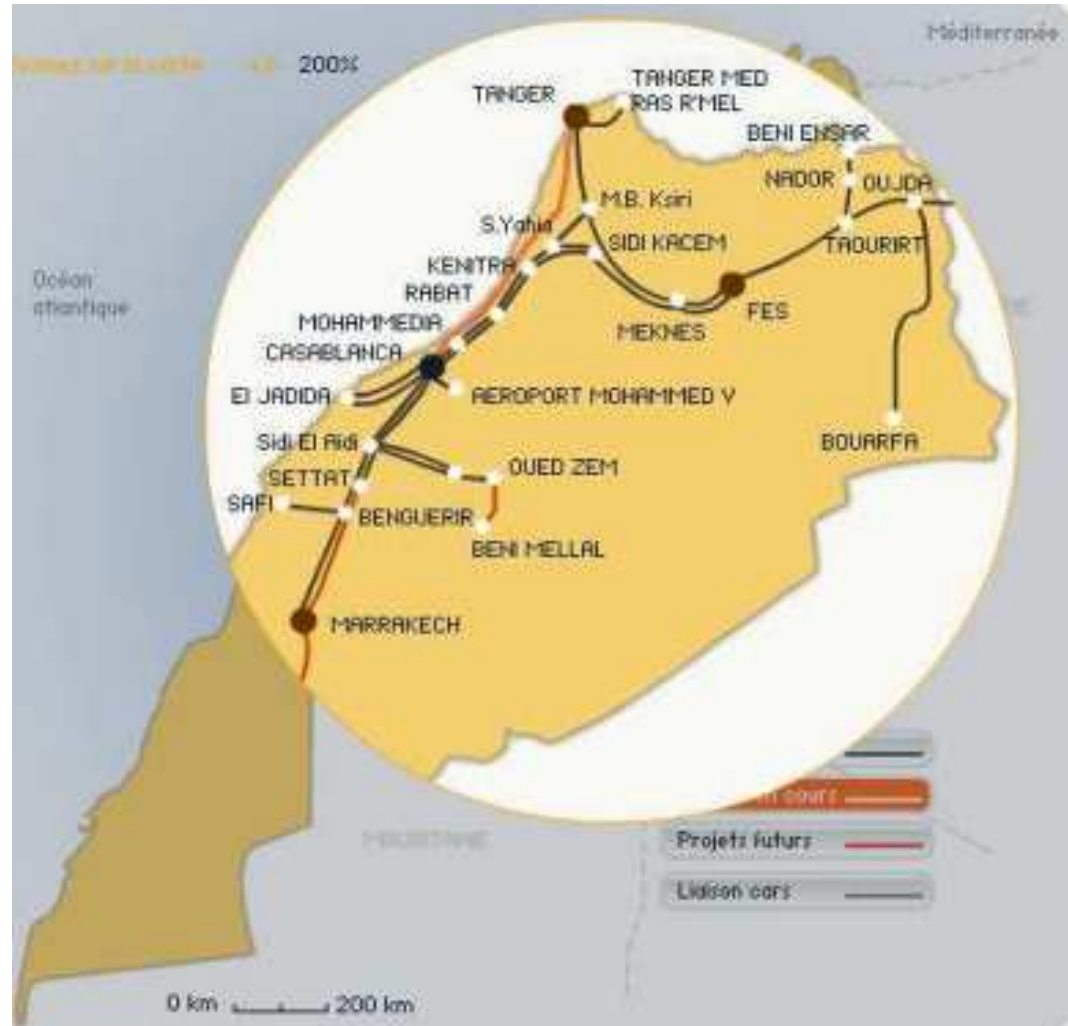 Méditerranée
200%
TANGER MED
TANGER
RAS R'MEL
BENI ENSAR
NADOR
OUJDA
M.B. Ksiri
S.Yahia
SIDI KACEM
TAOURIRT
KENITRA
Océan
atlantique
RABAT
FES
MOHAMMEDIA
MEKNES
CASABLANCA
El JADIDA
AEROPORT MOHAMMED V
Sidi El Aidi
BOUARFA
OUED ZEM
SETTAT
SAFI
BENGUERIR
BENI MELLAL
MARRAKECH
cours
Projets futurs
Liaison cars
0 km
200 km